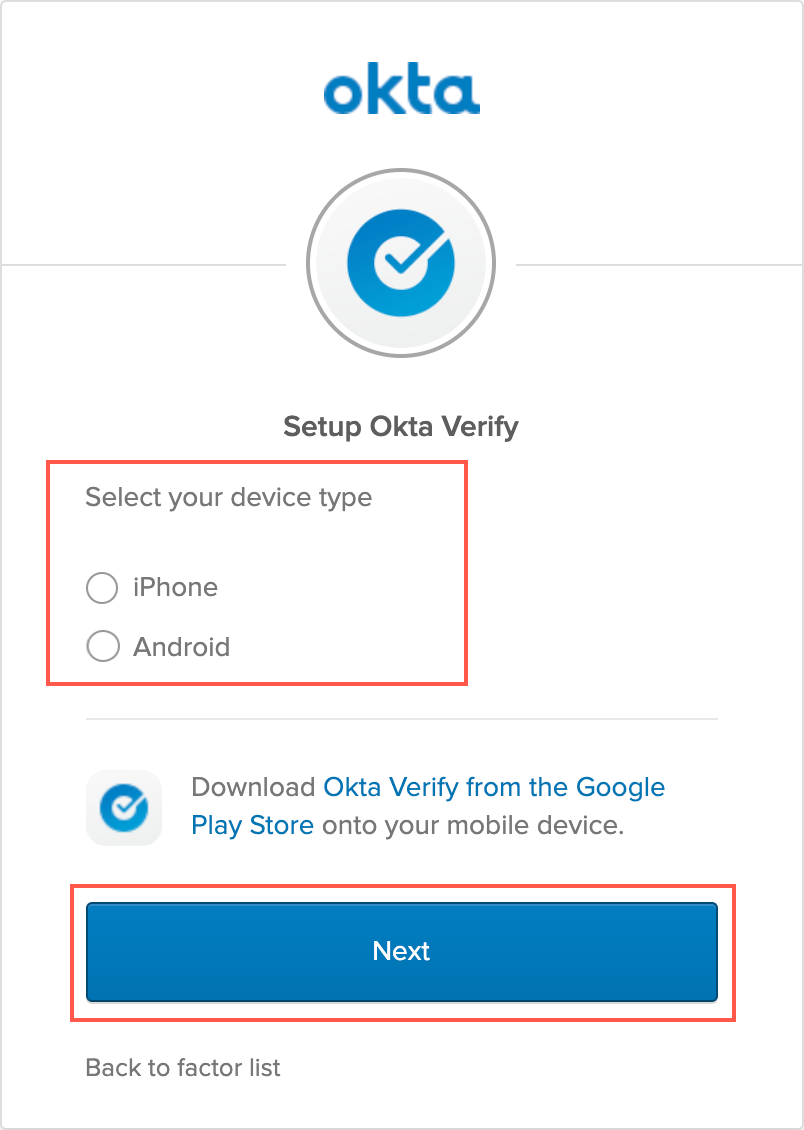 okta
Setup Okta Verify
Select your device type
iPhone
Android
Download Okta Verify from the Google
Play Store onto your mobile device.
Next
Back to factor list